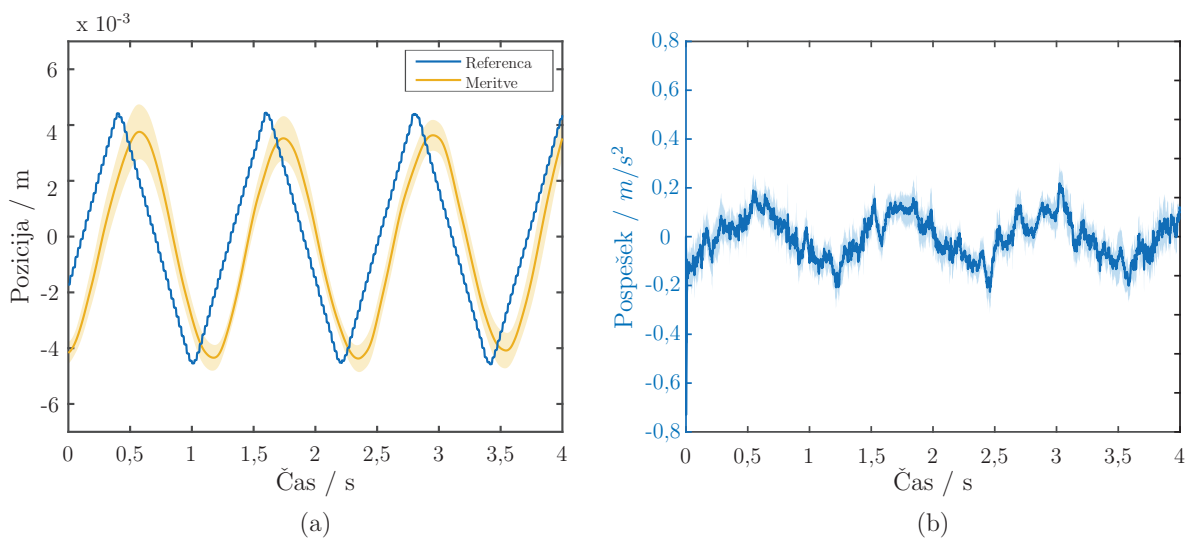 x 10⁻³
6
4
2
0
-2
-4
-6
Pozicija / m
Referenca
Meritve
0 0,5 1 1,5 2 2,5 3 3,5 4
Čas / s
(a)
0,8
0,6
0,4
0,2
0
-0,2
-0,4
-0,6
-0,8
Pospešek / m/s²
0 0,5 1 1,5 2 2,5 3 3,5 4
Čas / s
(b)